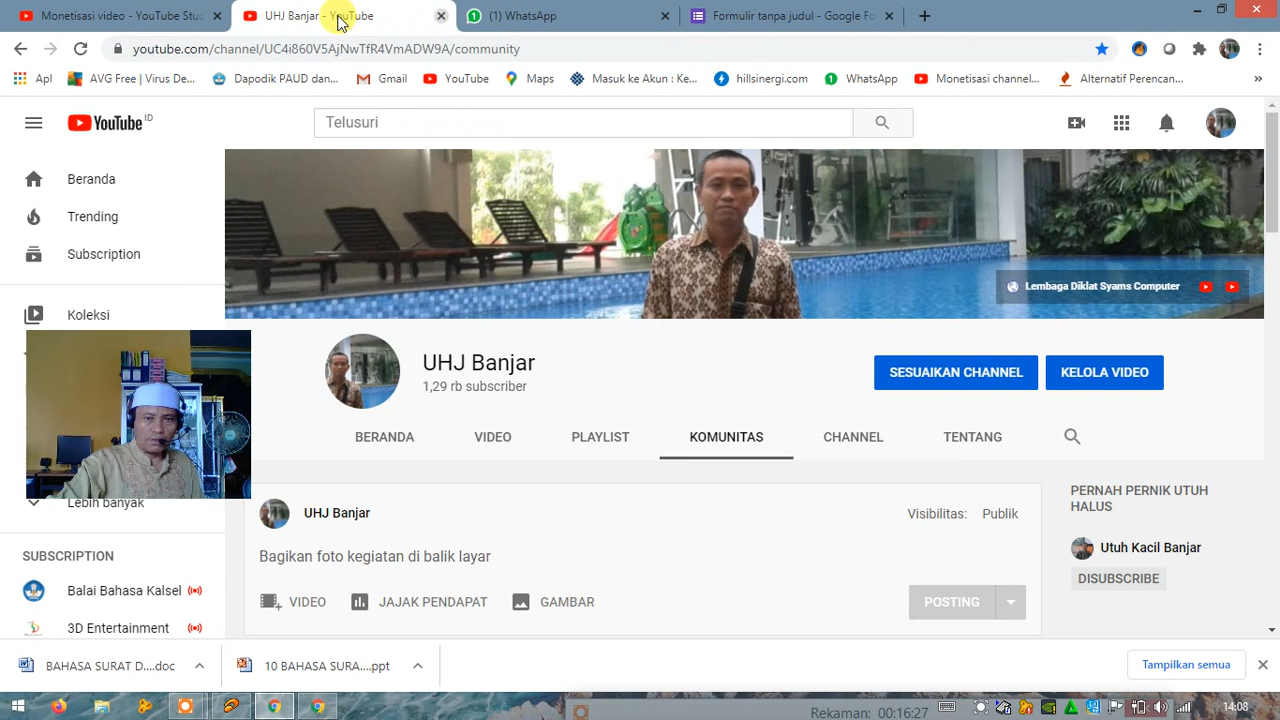 Monetisasi video - YouTube Stud
UHJ Banjar - YouTube
(1) WhatsApp
Formulir tanpa judul - Google Fo
youtube.com/channel/UC4i860V5AjNwTfR4VmADW9A/community
Apl
AVG Free | Virus De...
Dapodik PAUD dan...
Gmail
YouTube
Maps
Masuk ke Akun : Ke...
hillsinergi.com
WhatsApp
Monetisasi channel...
Alternatif Perencan...
YouTube ID
Telusuri
Beranda
Trending
Subscription
Koleksi
Lebih banyak
SUBSCRIPTION
Balai Bahasa Kalsel
3D Entertainment
Lembaga Diklat Syams Computer
UHJ Banjar
1,29 rb subscriber
SESUAIKAN CHANNEL
KELOLA VIDEO
BERANDA
VIDEO
PLAYLIST
KOMUNITAS
CHANNEL
TENTANG
UHJ Banjar
Visibilitas: Publik
Bagikan foto kegiatan di balik layar
VIDEO
JAJAK PENDAPAT
GAMBAR
POSTING
PERNAH PERNIK UTUH
HALUS
Utuh Kacil Banjar
DISUBSCRIBE
BAHASA SURAT D....doc
10 BAHASA SURA....ppt
Tampilkan semua
Rekaman: 00:16:27
14:08